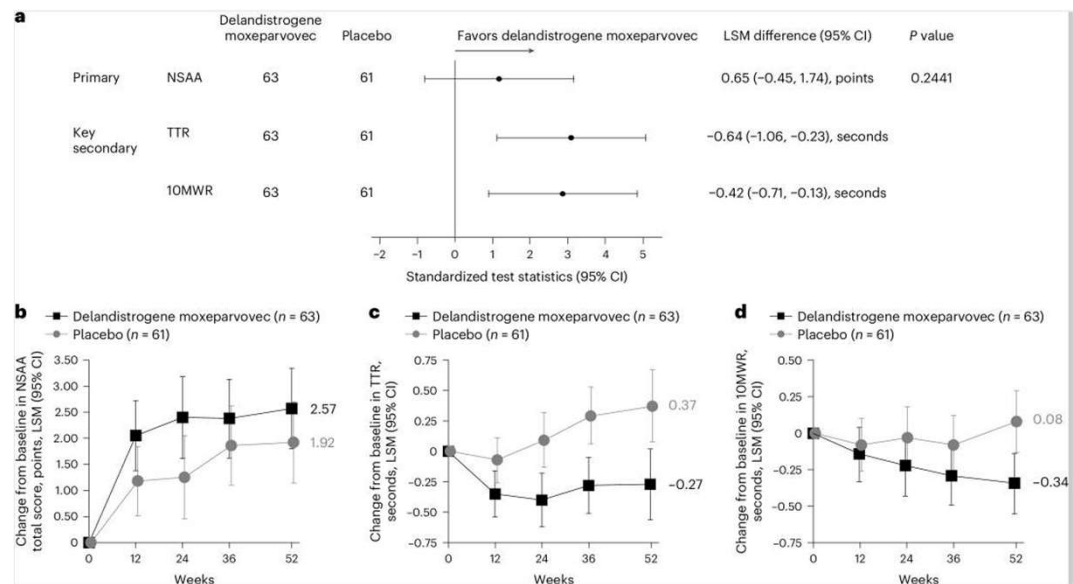 a
Delandistrogene
moxeparvovec
Placebo
Favors delandistrogene moxeparvovec
LSM difference (95% CI)
P value
Primary NSAA 63 61 0.65 (−0.45, 1.74), points 0.2441
Key
secondary
TTR 63 61 −0.64 (−1.06, −0.23), seconds
10MWR 63 61 −0.42 (−0.71, −0.13), seconds
−2 −1 0 1 2 3 4 5
Standardized test statistics (95% CI)
b
Delandistrogene moxeparvovec (n = 63)
Placebo (n = 61)
Change from baseline in NSAA
total score, points, LSM (95% CI)
3.50
3.00
2.50
2.00
1.50
1.00
0.50
0
2.57
1.92
0 12 24 36 52
Weeks
c
Delandistrogene moxeparvovec (n = 63)
Placebo (n = 61)
Change from baseline in TTR,
seconds, LSM (95% CI)
0.75
0.50
0.25
0
−0.25
−0.50
−0.75
0.37
−0.27
0 12 24 36 52
Weeks
d
Delandistrogene moxeparvovec (n = 63)
Placebo (n = 61)
Change from baseline in 10MWR,
seconds, LSM (95% CI)
0.50
0.25
0
−0.25
−0.50
−0.75
0.08
−0.34
0 12 24 36 52
Weeks